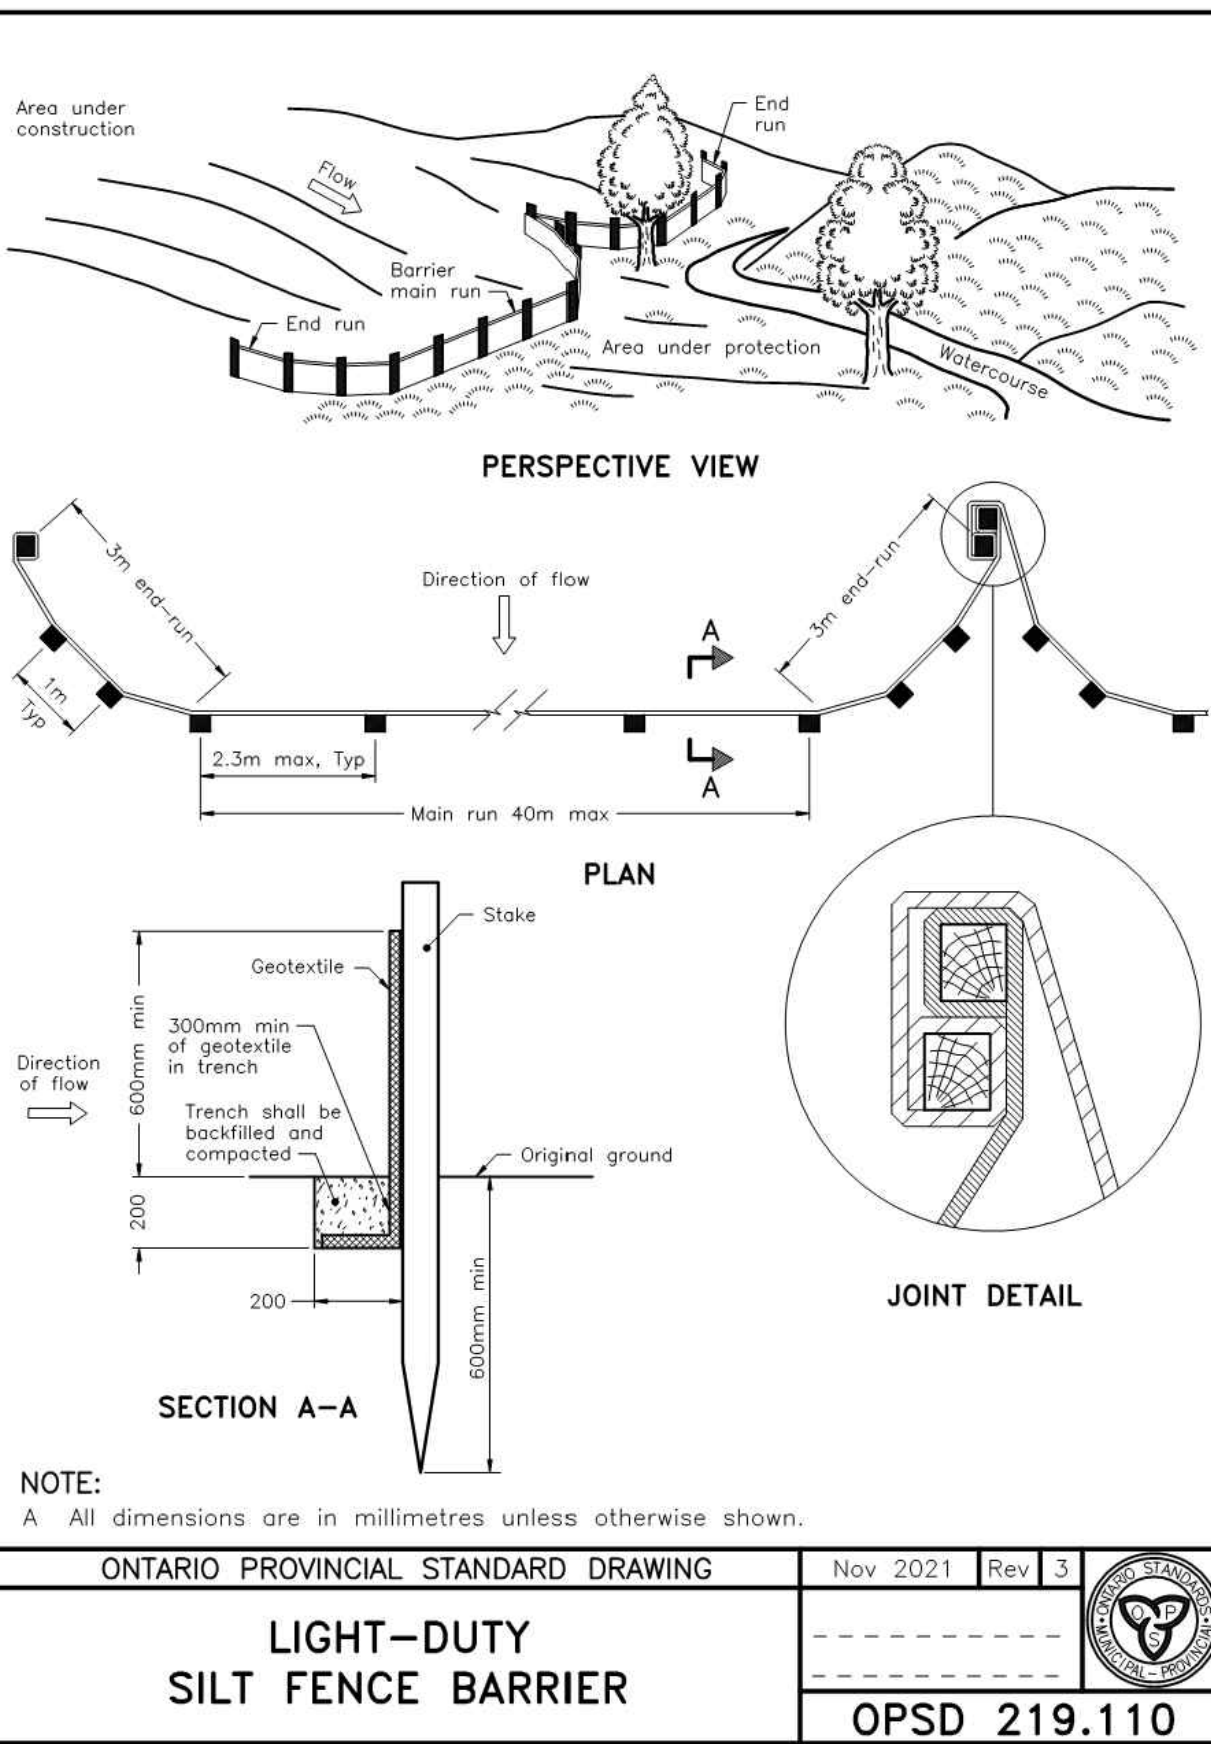 Area under
construction
Flow
End
run
Barrier
main run
End run
Area under protection
Watercourse
PERSPECTIVE VIEW
3m end-run
Direction of flow
3m end-run
A
1m
Typ
2.3m max, Typ
A
Main run 40m max
PLAN
Stake
Geotextile
600mm min
300mm min
of geotextile
in trench
Direction
of flow
Trench shall be
backfilled and
compacted
Original ground
200
200
600mm min
JOINT DETAIL
SECTION A-A
NOTE:
A All dimensions are in millimetres unless otherwise shown.
ONTARIO PROVINCIAL STANDARD DRAWING
Nov 2021 Rev 3
LIGHT-DUTY
SILT FENCE BARRIER
ONTARIO STANDARDS
MUNICIPAL - PROVINCIAL
O P
S
OPSD 219.110